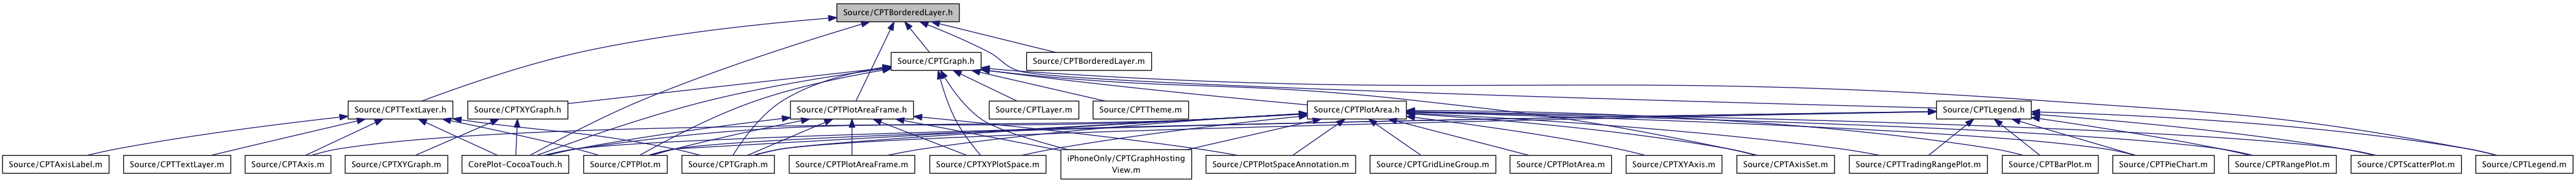 Source/CPTBorderedLayer.h
Source/CPTGraph.h
Source/CPTBorderedLayer.m
Source/CPTTextLayer.h
Source/CPTXYGraph.h
Source/CPTPlotAreaFrame.h
Source/CPTLayer.m
Source/CPTTheme.m
Source/CPTPlotArea.h
Source/CPTLegend.h
Source/CPTAxisLabel.m
Source/CPTTextLayer.m
Source/CPTAxis.m
Source/CPTXYGraph.m
CorePlot-CocoaTouch.h
Source/CPTPlot.m
Source/CPTGraph.m
Source/CPTPlotAreaFrame.m
Source/CPTXYPlotSpace.m
iPhoneOnly/CPTGraphHosting
View.m
Source/CPTPlotSpaceAnnotation.m
Source/CPTGridLineGroup.m
Source/CPTPlotArea.m
Source/CPTXYAxis.m
Source/CPTAxisSet.m
Source/CPTTradingRangePlot.m
Source/CPTBarPlot.m
Source/CPTPieChart.m
Source/CPTRangePlot.m
Source/CPTScatterPlot.m
Source/CPTLegend.m